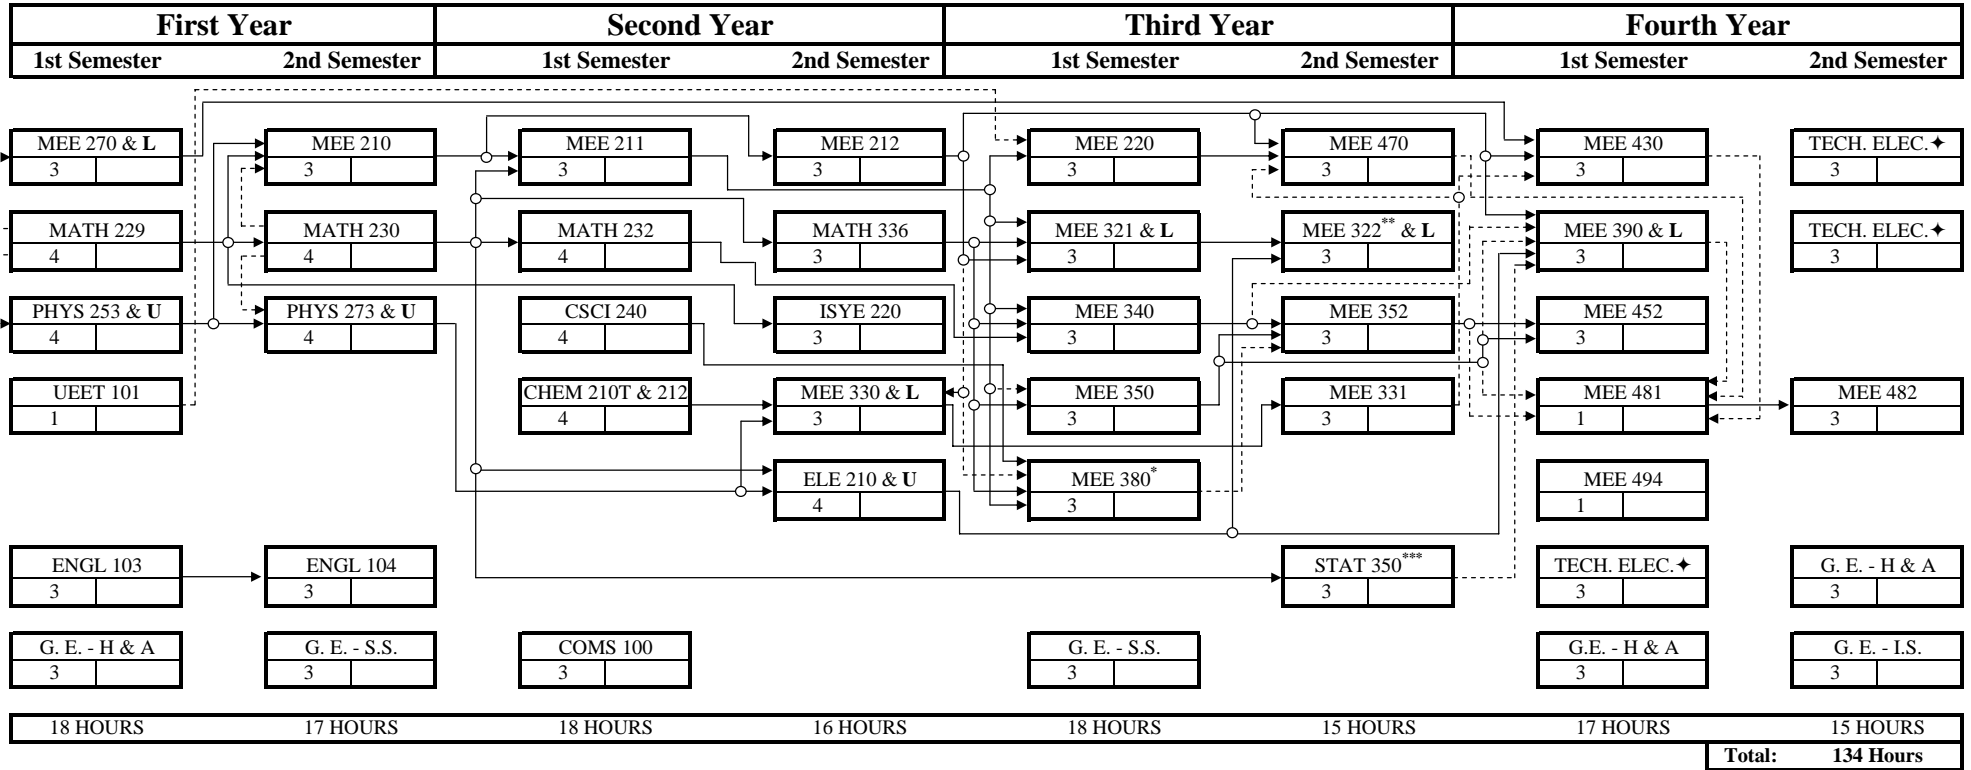 First Year Second Year Third Year Fourth Year
1st Semester 2nd Semester 1st Semester 2nd Semester 1st Semester 2nd Semester 1st Semester 2nd Semester
MEE 270 & L MEE 210 MEE 211 MEE 212 MEE 220 MEE 470 MEE 430 TECH. ELEC.✦
3 3 3 3 3 3 3 3
MATH 229 MATH 230 MATH 232 MATH 336 MEE 321 & L MEE 322** & L MEE 390 & L TECH. ELEC.✦
4 4 4 3 3 3 3 3
PHYS 253 & U PHYS 273 & U CSCI 240 ISYE 220 MEE 340 MEE 352 MEE 452
4 4 4 3 3 3 3
UEET 101 CHEM 210T & 212 MEE 330 & L MEE 350 MEE 331 MEE 481 MEE 482
1 4 3 3 3 1 3
ELE 210 & U MEE 380* MEE 494
4 3 1
ENGL 103 ENGL 104 STAT 350*** TECH. ELEC.✦ G. E. - H & A
3 3 3 3 3
G. E. - H & A G. E. - S.S. COMS 100 G. E. - S.S. G.E. - H & A G. E. - I.S.
3 3 3 3 3 3
18 HOURS 17 HOURS 18 HOURS 16 HOURS 18 HOURS 15 HOURS 17 HOURS 15 HOURS
Total: 134 Hours